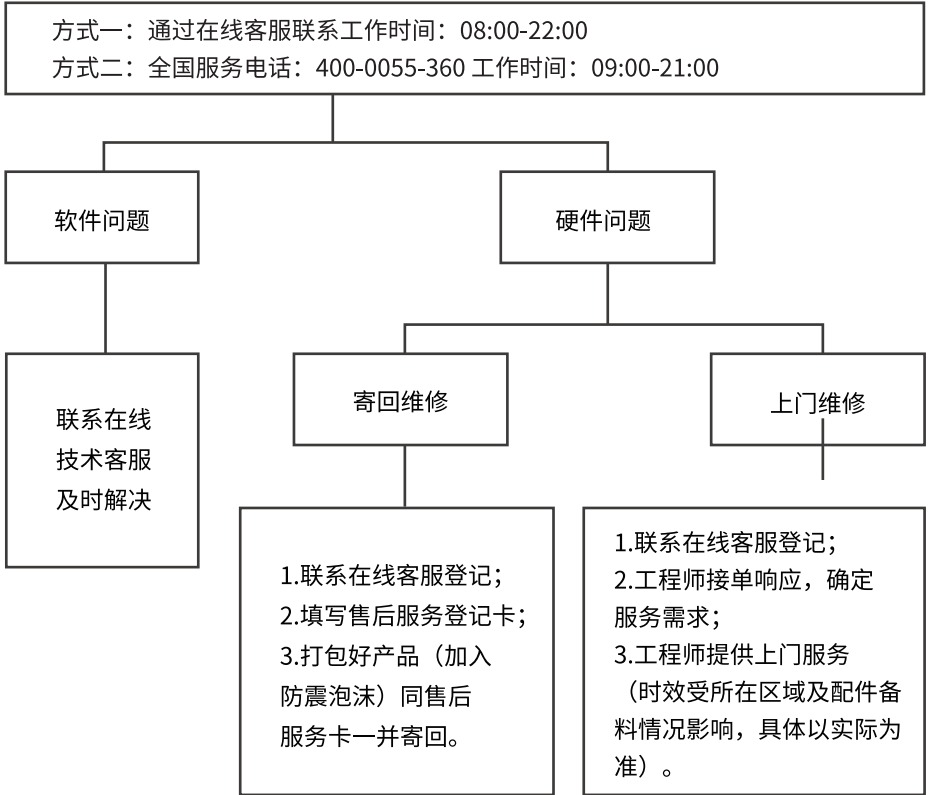 方式一：通过在线客服联系工作时间：08:00-22:00
方式二：全国服务电话：400-0055-360 工作时间：09:00-21:00
软件问题
硬件问题
联系在线
技术客服
及时解决
寄回维修
上门维修
1.联系在线客服登记；
2.填写售后服务登记卡；
3.打包好产品（加入
防震泡沫）同售后
服务卡一并寄回。
1.联系在线客服登记；
2.工程师接单响应，确定
服务需求；
3.工程师提供上门服务
（时效受所在区域及配件备
料情况影响，具体以实际为
准）。